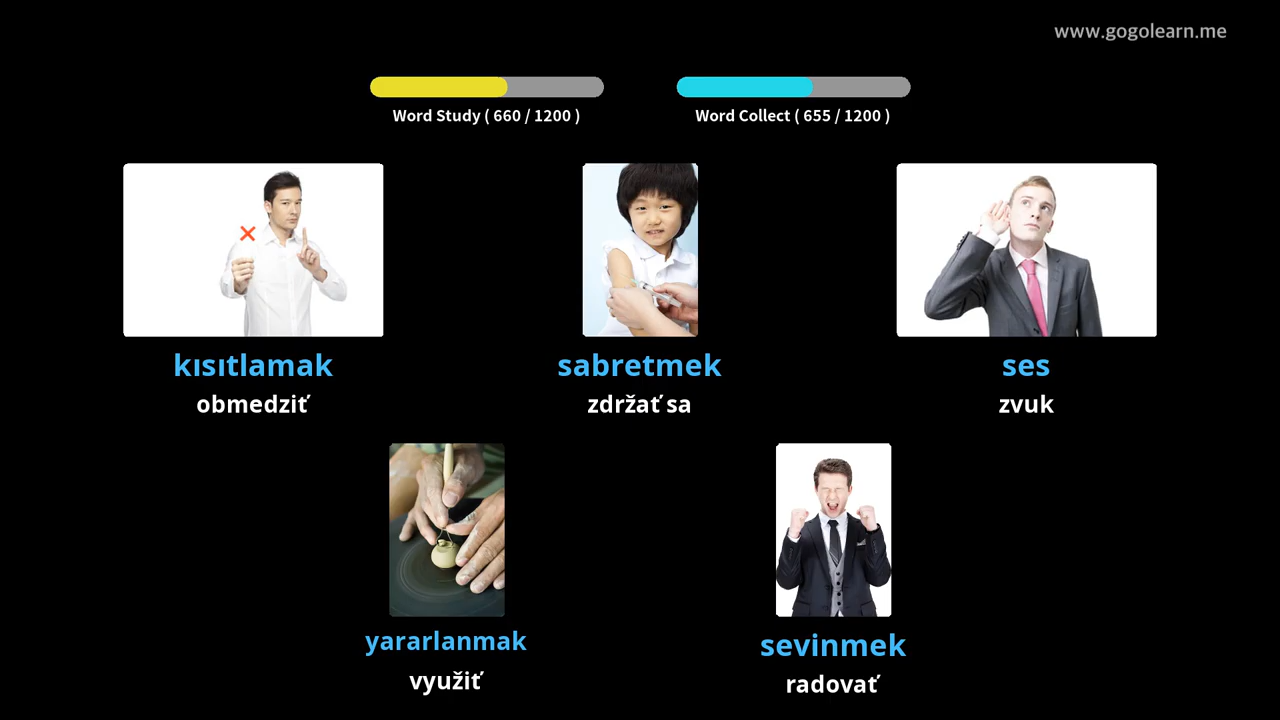 www.gogolearn.me
Word Study ( 660 / 1200 )
Word Collect ( 655 / 1200 )
kısıtlamak
obmedziť
sabretmek
zdržať sa
ses
zvuk
yararlanmak
využiť
sevinmek
radovať